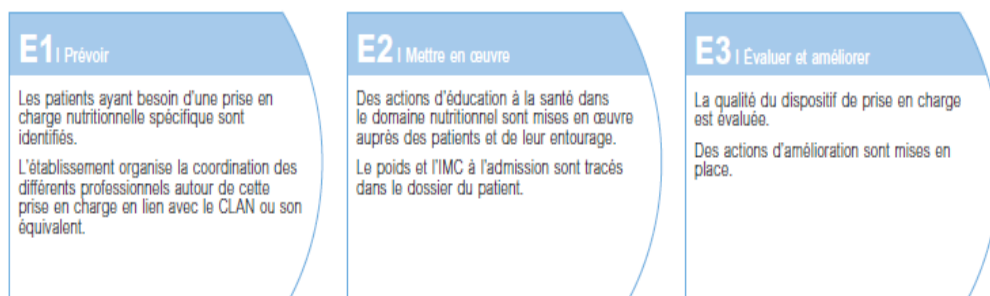 E1 I Prévoir
Les patients ayant besoin d'une prise en
charge nutritionnelle spécifique sont
identifiés.
L'établissement organise la coordination des
différents professionnels autour de cette
prise en charge en lien avec le CLAN ou son
équivalent.
E2 I Mettre en œuvre
Des actions d'éducation à la santé dans
le domaine nutritionnel sont mises en œuvre
auprès des patients et de leur entourage.
Le poids et l'IMC à l'admission sont tracés
dans le dossier du patient.
E3 I Évaluer et améliorer
La qualité du dispositif de prise en charge
est évaluée.
Des actions d'amélioration sont mises en
place.